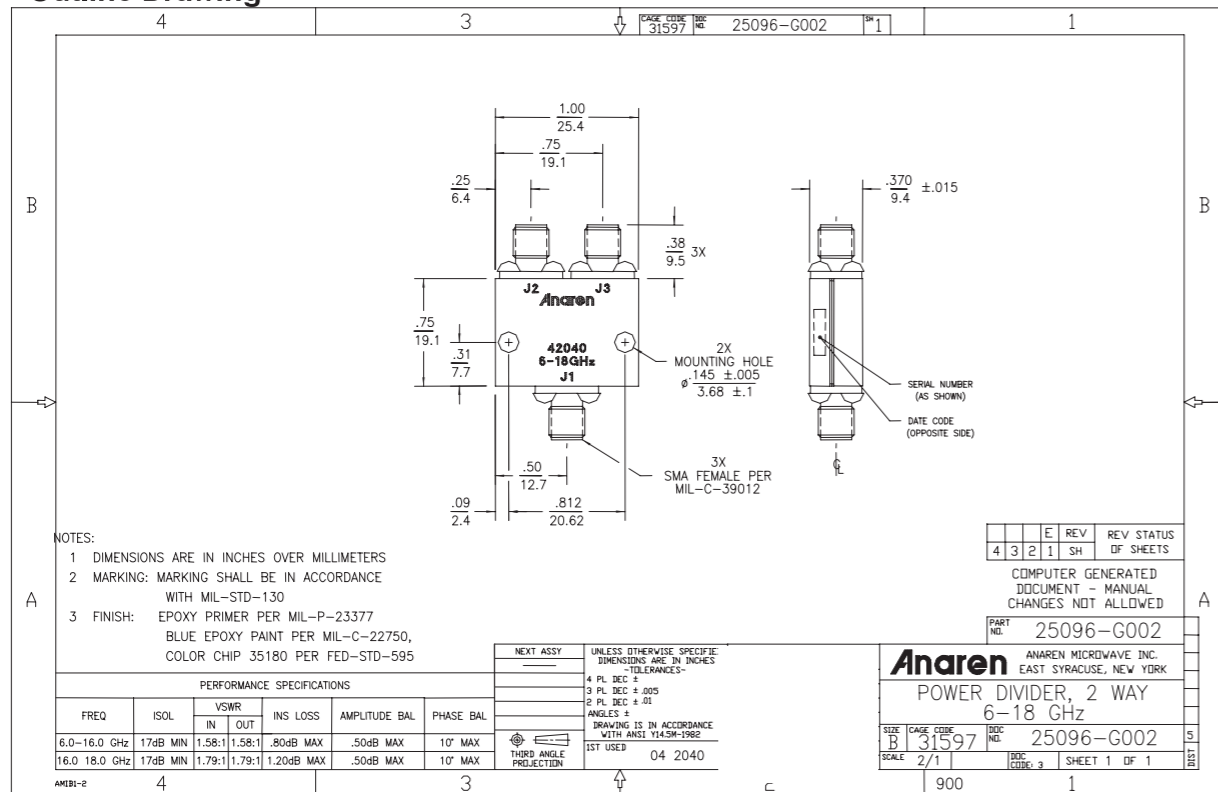 4
3
CAGE CODE 31597
DOC NO. 25096-G002
SH 1
1
1.00
25.4
.75
19.1
.25
6.4
.370
9.4 ±.015
B
B
.38
9.5 3X
J2 J3
Anaren
.75
19.1
.31
7.7
42040
6-18GHz
J1
2X
MOUNTING HOLE
ø .145 ±.005
3.68 ±.1
SERIAL NUMBER
(AS SHOWN)
DATE CODE
(OPPOSITE SIDE)
3X
SMA FEMALE PER
MIL-C-39012
.50
12.7
.09
2.4
.812
20.62
NOTES:
1 DIMENSIONS ARE IN INCHES OVER MILLIMETERS
2 MARKING: MARKING SHALL BE IN ACCORDANCE
WITH MIL-STD-130
3 FINISH: EPOXY PRIMER PER MIL-P-23377
BLUE EPOXY PAINT PER MIL-C-22750,
COLOR CHIP 35180 PER FED-STD-595
A
A
E REV REV STATUS
4 3 2 1 SH OF SHEETS
COMPUTER GENERATED
DOCUMENT - MANUAL
CHANGES NOT ALLOWED
PART NO. 25096-G002
PERFORMANCE SPECIFICATIONS
FREQ ISOL VSWR INS LOSS AMPLITUDE BAL PHASE BAL
IN OUT
6.0-16.0 GHz 17dB MIN 1.58:1 1.58:1 .80dB MAX .50dB MAX 10° MAX
16.0 18.0 GHz 17dB MIN 1.79:1 1.79:1 1.20dB MAX .50dB MAX 10° MAX
NEXT ASSY
THIRD ANGLE
PROJECTION
UNLESS OTHERWISE SPECIFIE
DIMENSIONS ARE IN INCHES
-TOLERANCES-
4 PL DEC ±
3 PL DEC ± .005
2 PL DEC ± .01
ANGLES ±
DRAWING IS IN ACCORDANCE
WITH ANSI Y14.5M-1982
1ST USED
04 2040
Anaren ANAREN MICROWAVE INC.
EAST SYRACUSE, NEW YORK
POWER DIVIDER, 2 WAY
6-18 GHz
SIZE B
CAGE CODE 31597
DOC NO. 25096-G002
SCALE 2/1
DOC CODE: 3
SHEET 1 OF 1
5
DIST
AMIB1-2
4
3
900
1